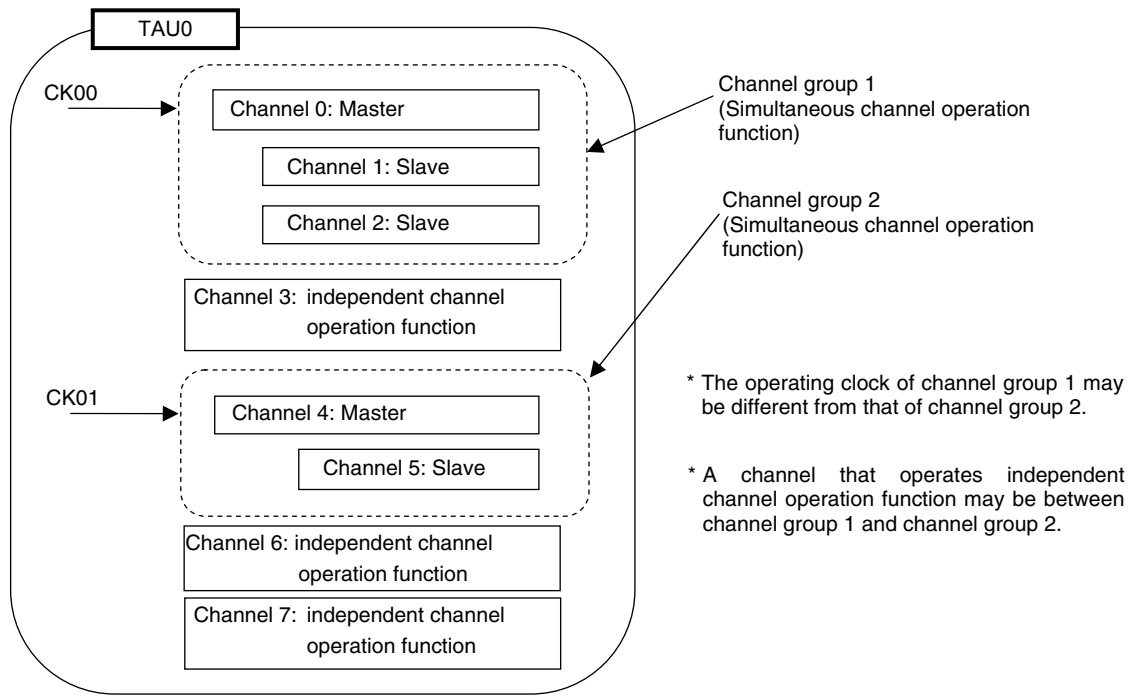 TAU0
CK00
Channel 0: Master
Channel 1: Slave
Channel 2: Slave
Channel group 1
(Simultaneous channel operation
function)
Channel group 2
(Simultaneous channel operation
function)
Channel 3: independent channel
operation function
CK01
Channel 4: Master
Channel 5: Slave
* The operating clock of channel group 1 may
be different from that of channel group 2.
* A channel that operates independent
channel operation function may be between
channel group 1 and channel group 2.
Channel 6: independent channel
operation function
Channel 7: independent channel
operation function